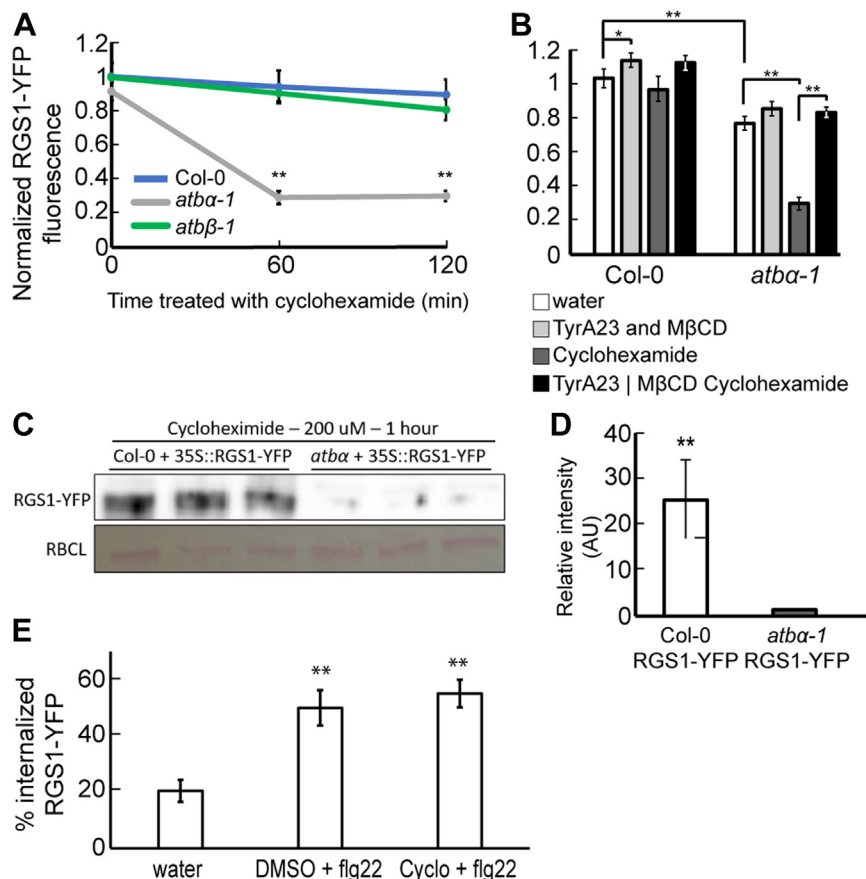 A
Normalized RGS1-YFP
fluorescence
1.2
1
0.8
0.6
0.4
0.2
0
**
**
Col-0
atbα-1
atbβ-1
0
60
120
Time treated with cyclohexamide (min)
B
1.2
1
0.8
0.6
0.4
0.2
0
*
**
**
**
Col-0
atbα-1
water
TyrA23 and MβCD
Cyclohexamide
TyrA23 | MβCD Cyclohexamide
C
Cycloheximide – 200 uM – 1 hour
Col-0 + 35S::RGS1-YFP
atbα + 35S::RGS1-YFP
RGS1-YFP
RBCL
D
Relative intensity
(AU)
40
30
20
10
0
**
Col-0
RGS1-YFP
atbα-1
RGS1-YFP
E
% internalized
RGS1-YFP
60
40
20
0
**
**
water
DMSO + flg22
Cyclo + flg22